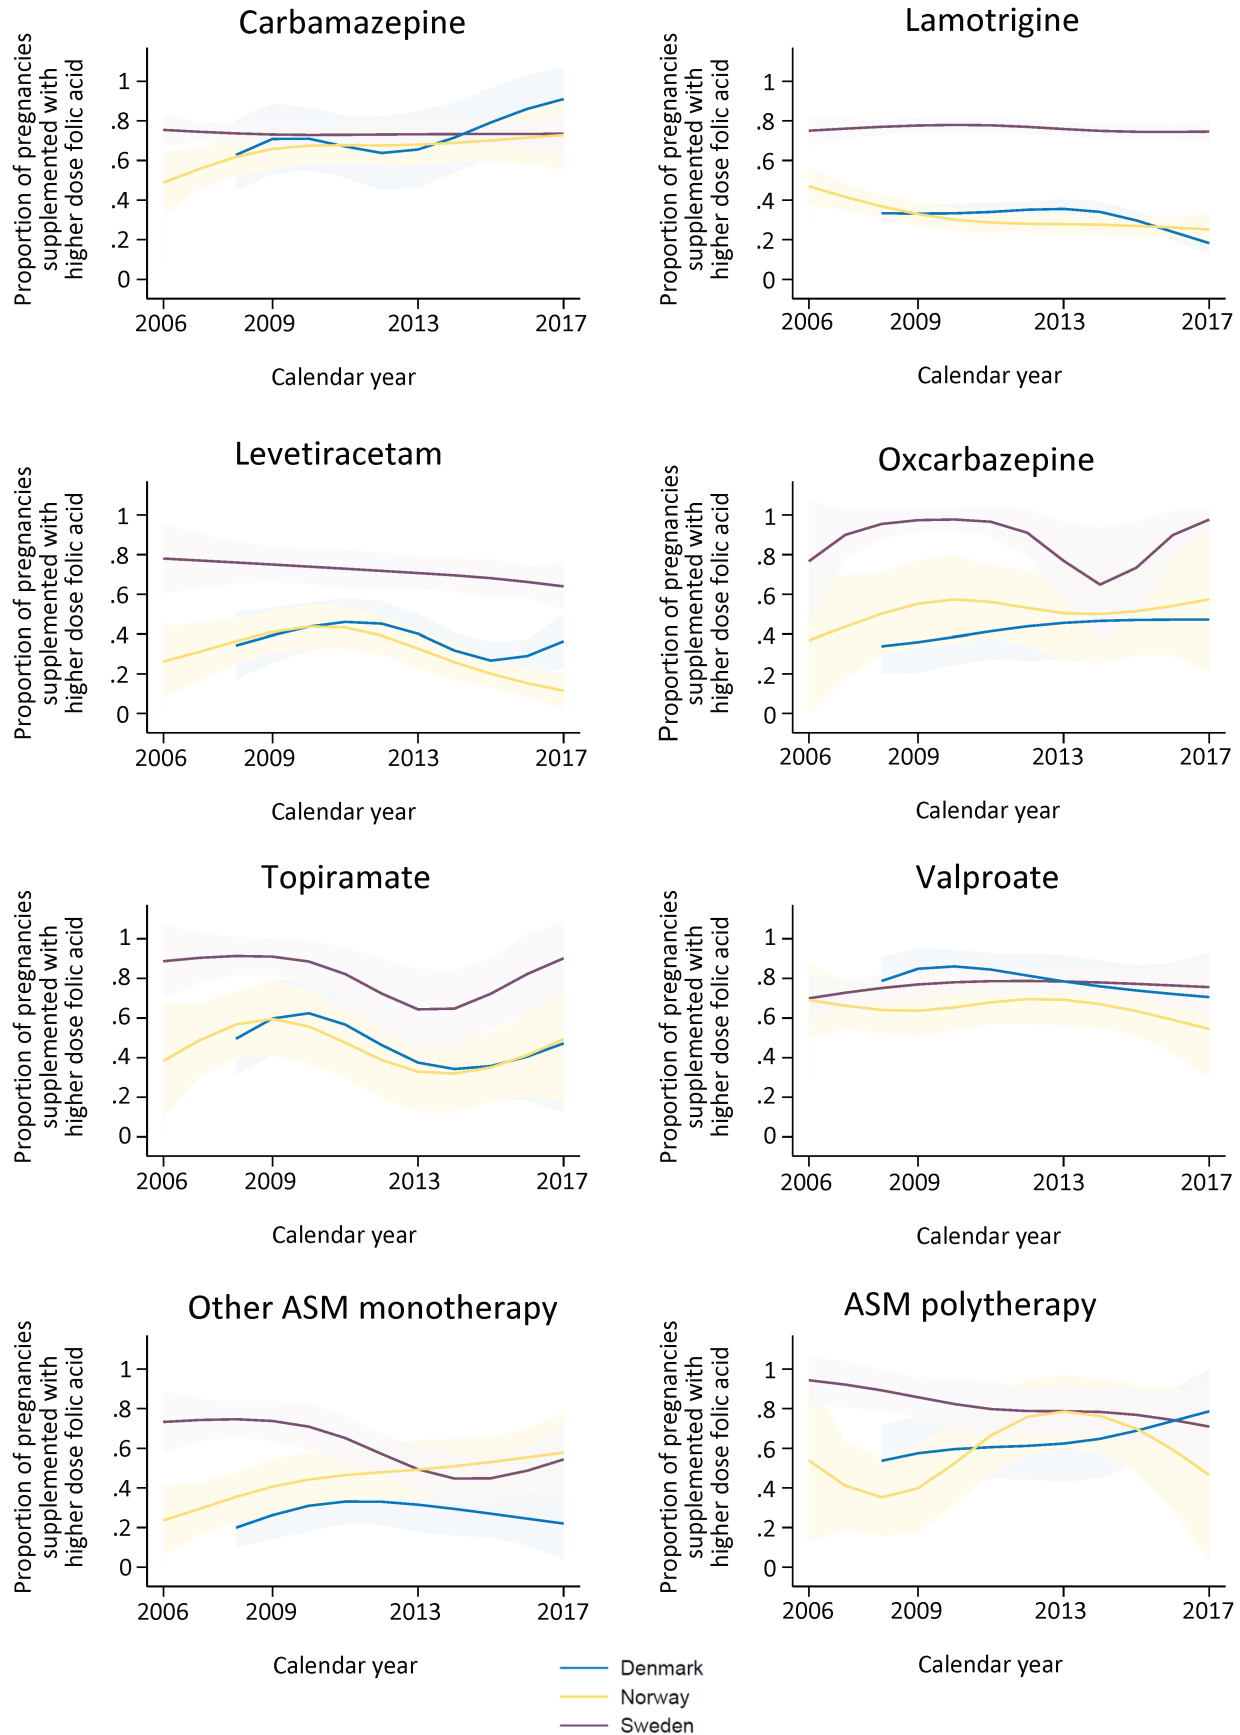 Carbamazepine
Proportion of pregnancies
supplemented with
higher dose folic acid
1
.8
.6
.4
.2
0
2006 2009 2013 2017
Calendar year
Lamotrigine
Proportion of pregnancies
supplemented with
higher dose folic acid
1
.8
.6
.4
.2
0
2006 2009 2013 2017
Calendar year
Levetiracetam
Proportion of pregnancies
supplemented with
higher dose folic acid
1
.8
.6
.4
.2
0
2006 2009 2013 2017
Calendar year
Oxcarbazepine
Proportion of pregnancies
supplemented with
higher dose folic acid
1
.8
.6
.4
.2
0
2006 2009 2013 2017
Calendar year
Topiramate
Proportion of pregnancies
supplemented with
higher dose folic acid
1
.8
.6
.4
.2
0
2006 2009 2013 2017
Calendar year
Valproate
Proportion of pregnancies
supplemented with
higher dose folic acid
1
.8
.6
.4
.2
0
2006 2009 2013 2017
Calendar year
Other ASM monotherapy
Proportion of pregnancies
supplemented with
higher dose folic acid
1
.8
.6
.4
.2
0
2006 2009 2013 2017
Calendar year
ASM polytherapy
Proportion of pregnancies
supplemented with
higher dose folic acid
1
.8
.6
.4
.2
0
2006 2009 2013 2017
Calendar year
Denmark
Norway
Sweden